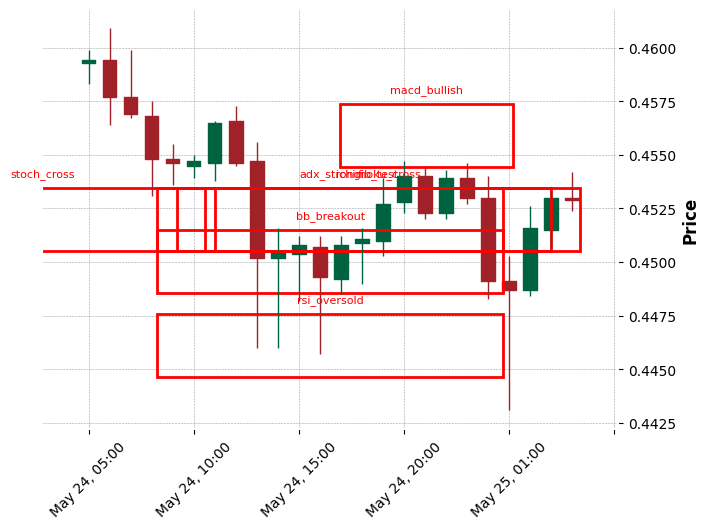 macd_bullish
stoch_cross
adx_strong
bb_breakout
rsi_oversold
0.4600
0.4575
0.4550
0.4525
0.4500
0.4475
0.4450
0.4425
Price
May 24, 05:00
May 24, 10:00
May 24, 15:00
May 24, 20:00
May 25, 01:00